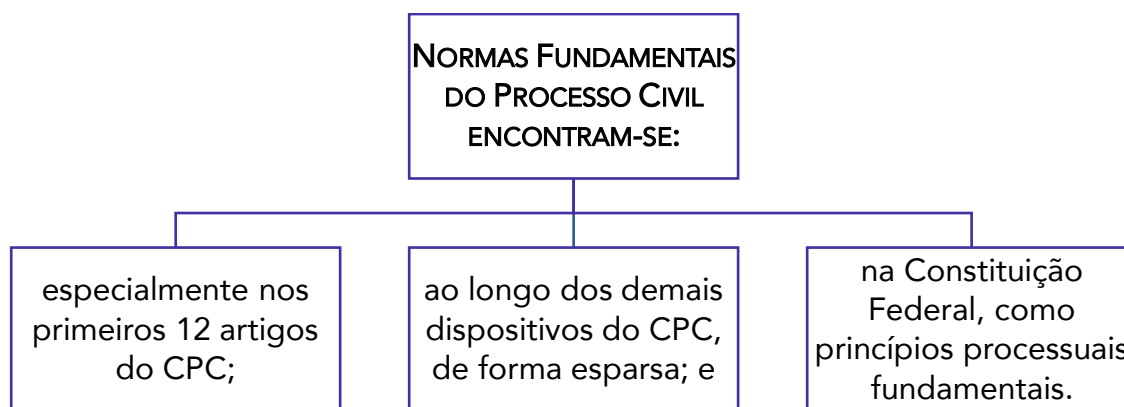 NORMAS FUNDAMENTAIS
DO PROCESSO CIVIL
ENCONTRAM-SE:
especialmente nos
primeiros 12 artigos
do CPC;
ao longo dos demais
dispositivos do CPC,
de forma esparsa; e
na Constituição
Federal, como
princípios processuais
fundamentais.